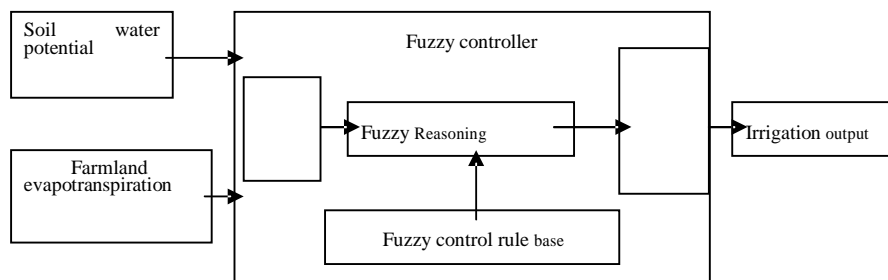 Soil water
potential
Fuzzy controller
Fuzzy Reasoning
Irrigation output
Farmland
evapotranspiration
Fuzzy control rule base